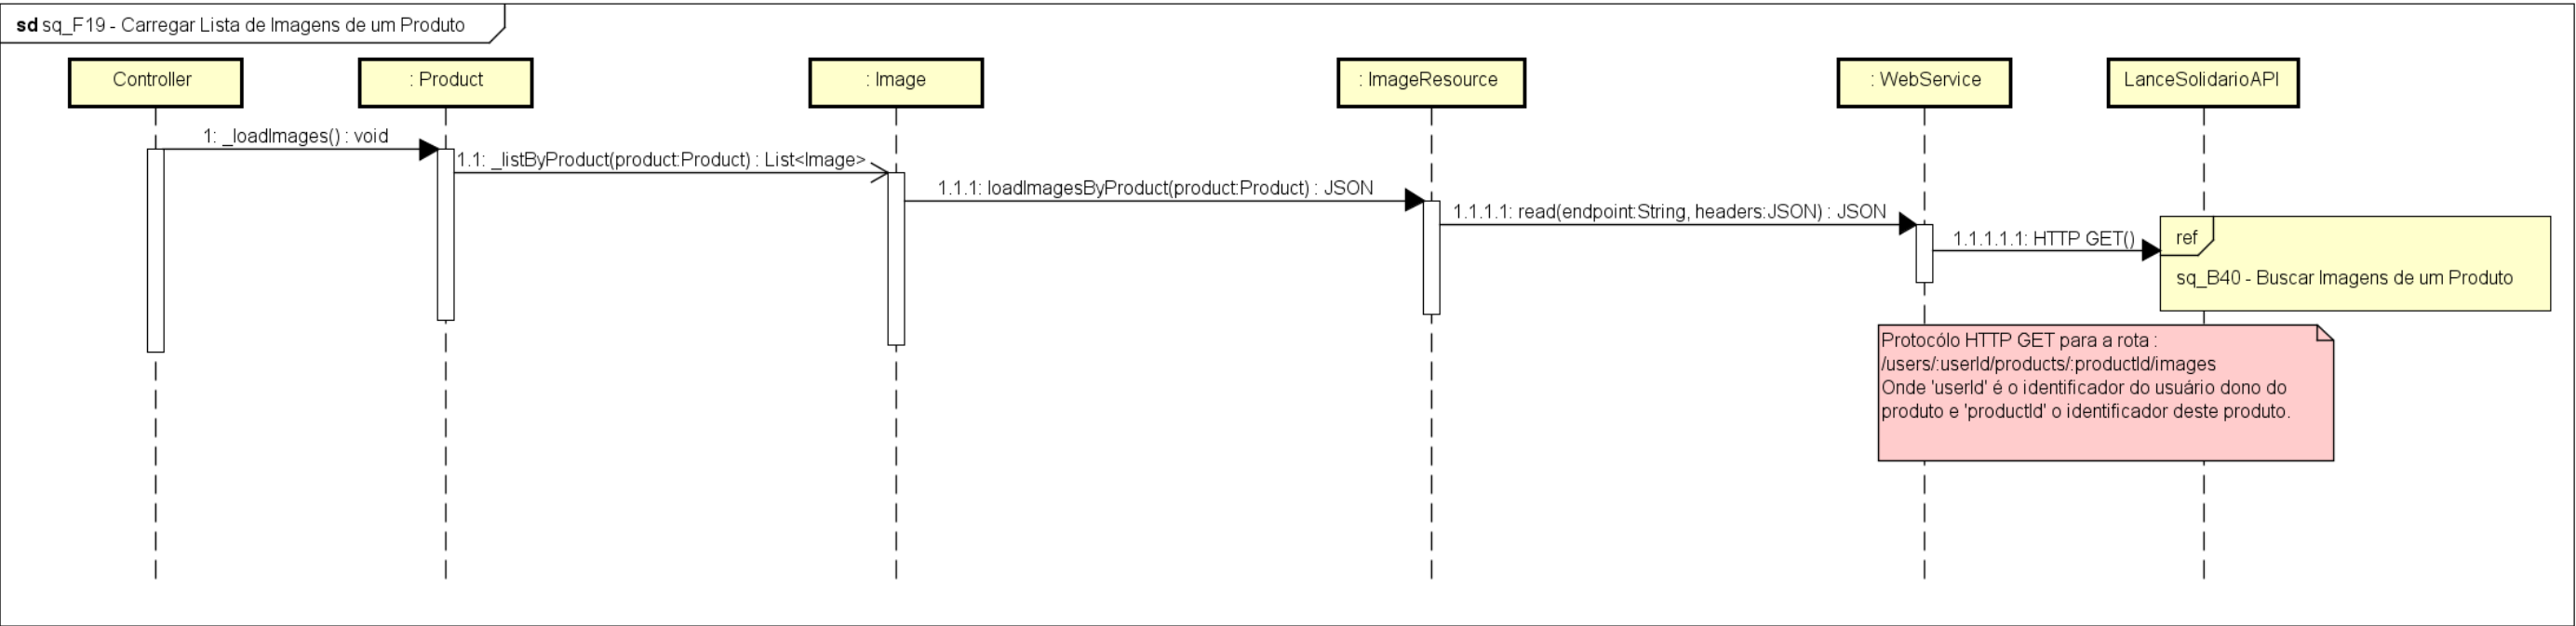 sd sq_F19 - Carregar Lista de Imagens de um Produto
Controller
: Product
: Image
: ImageResource
: WebService
LanceSolidarioAPI
1: _loadImages() : void
1.1: _listByProduct(product:Product) : List<Image>
1.1.1: loadImagesByProduct(product:Product) : JSON
1.1.1.1: read(endpoint:String, headers:JSON) : JSON
1.1.1.1.1: HTTP GET()
ref
sq_B40 - Buscar Imagens de um Produto
Protocólo HTTP GET para a rota :
/users/:userId/products/:productId/images
Onde 'userId' é o identificador do usuário dono do
produto e 'productId' o identificador deste produto.